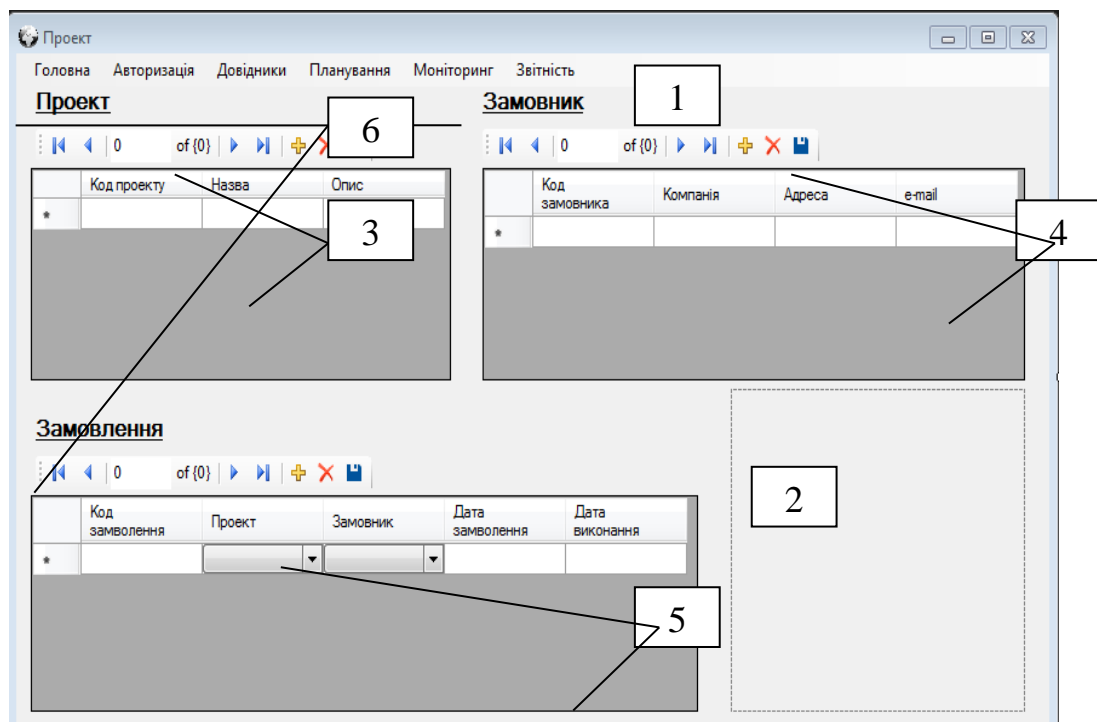 Проект
Головна Авторизація Довідники Планування Моніторинг Звітність
Проект
Замовник
1
6
0 of {0}
0 of {0}
Код проекту Назва Опис
Код замовника Компанія Адреса e-mail
*
*
3
4
Замовлення
0 of {0}
2
Код замволення Проект Замовник Дата замволення Дата виконання
*
5